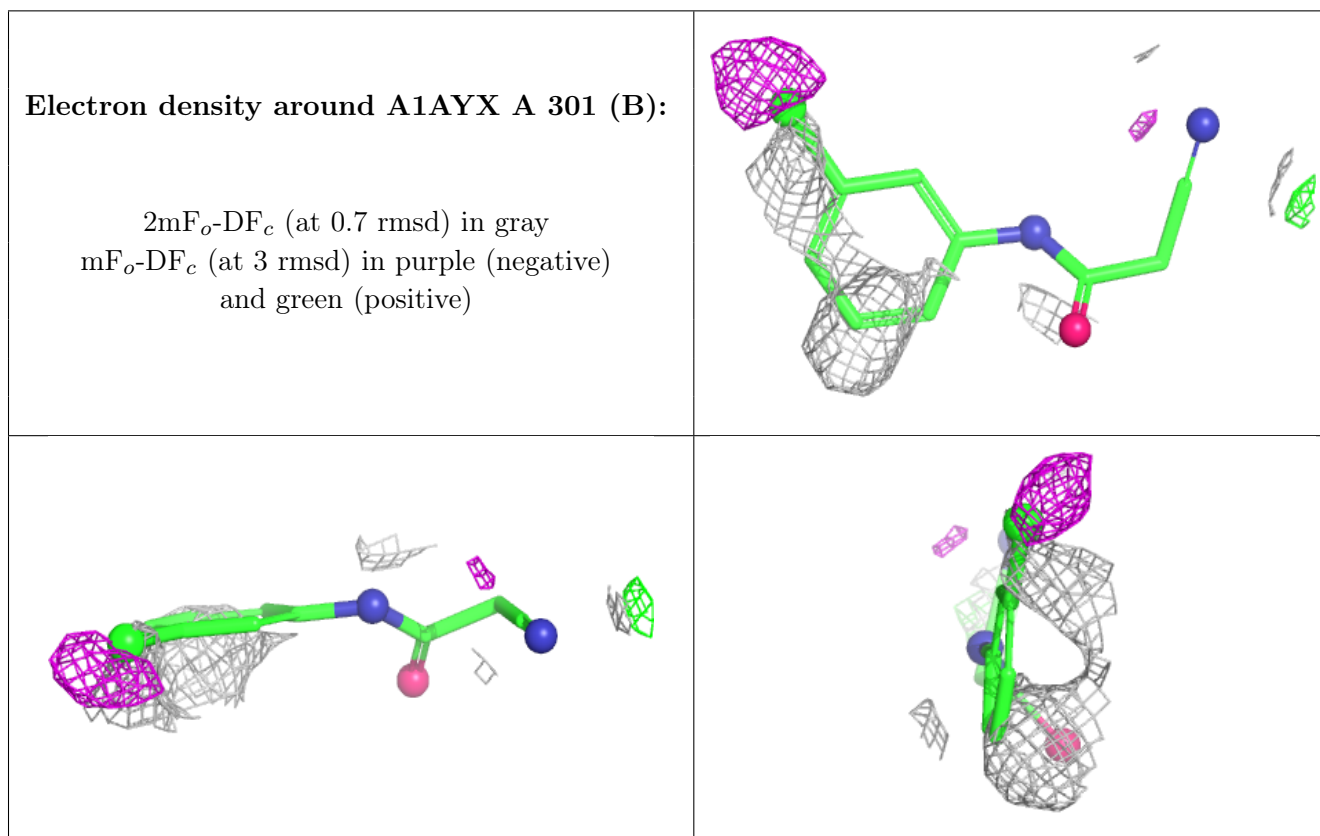 Electron density around A1AYX A 301 (B):
2mFₒ-DF𝒸 (at 0.7 rmsd) in gray
mFₒ-DF𝒸 (at 3 rmsd) in purple (negative)
and green (positive)